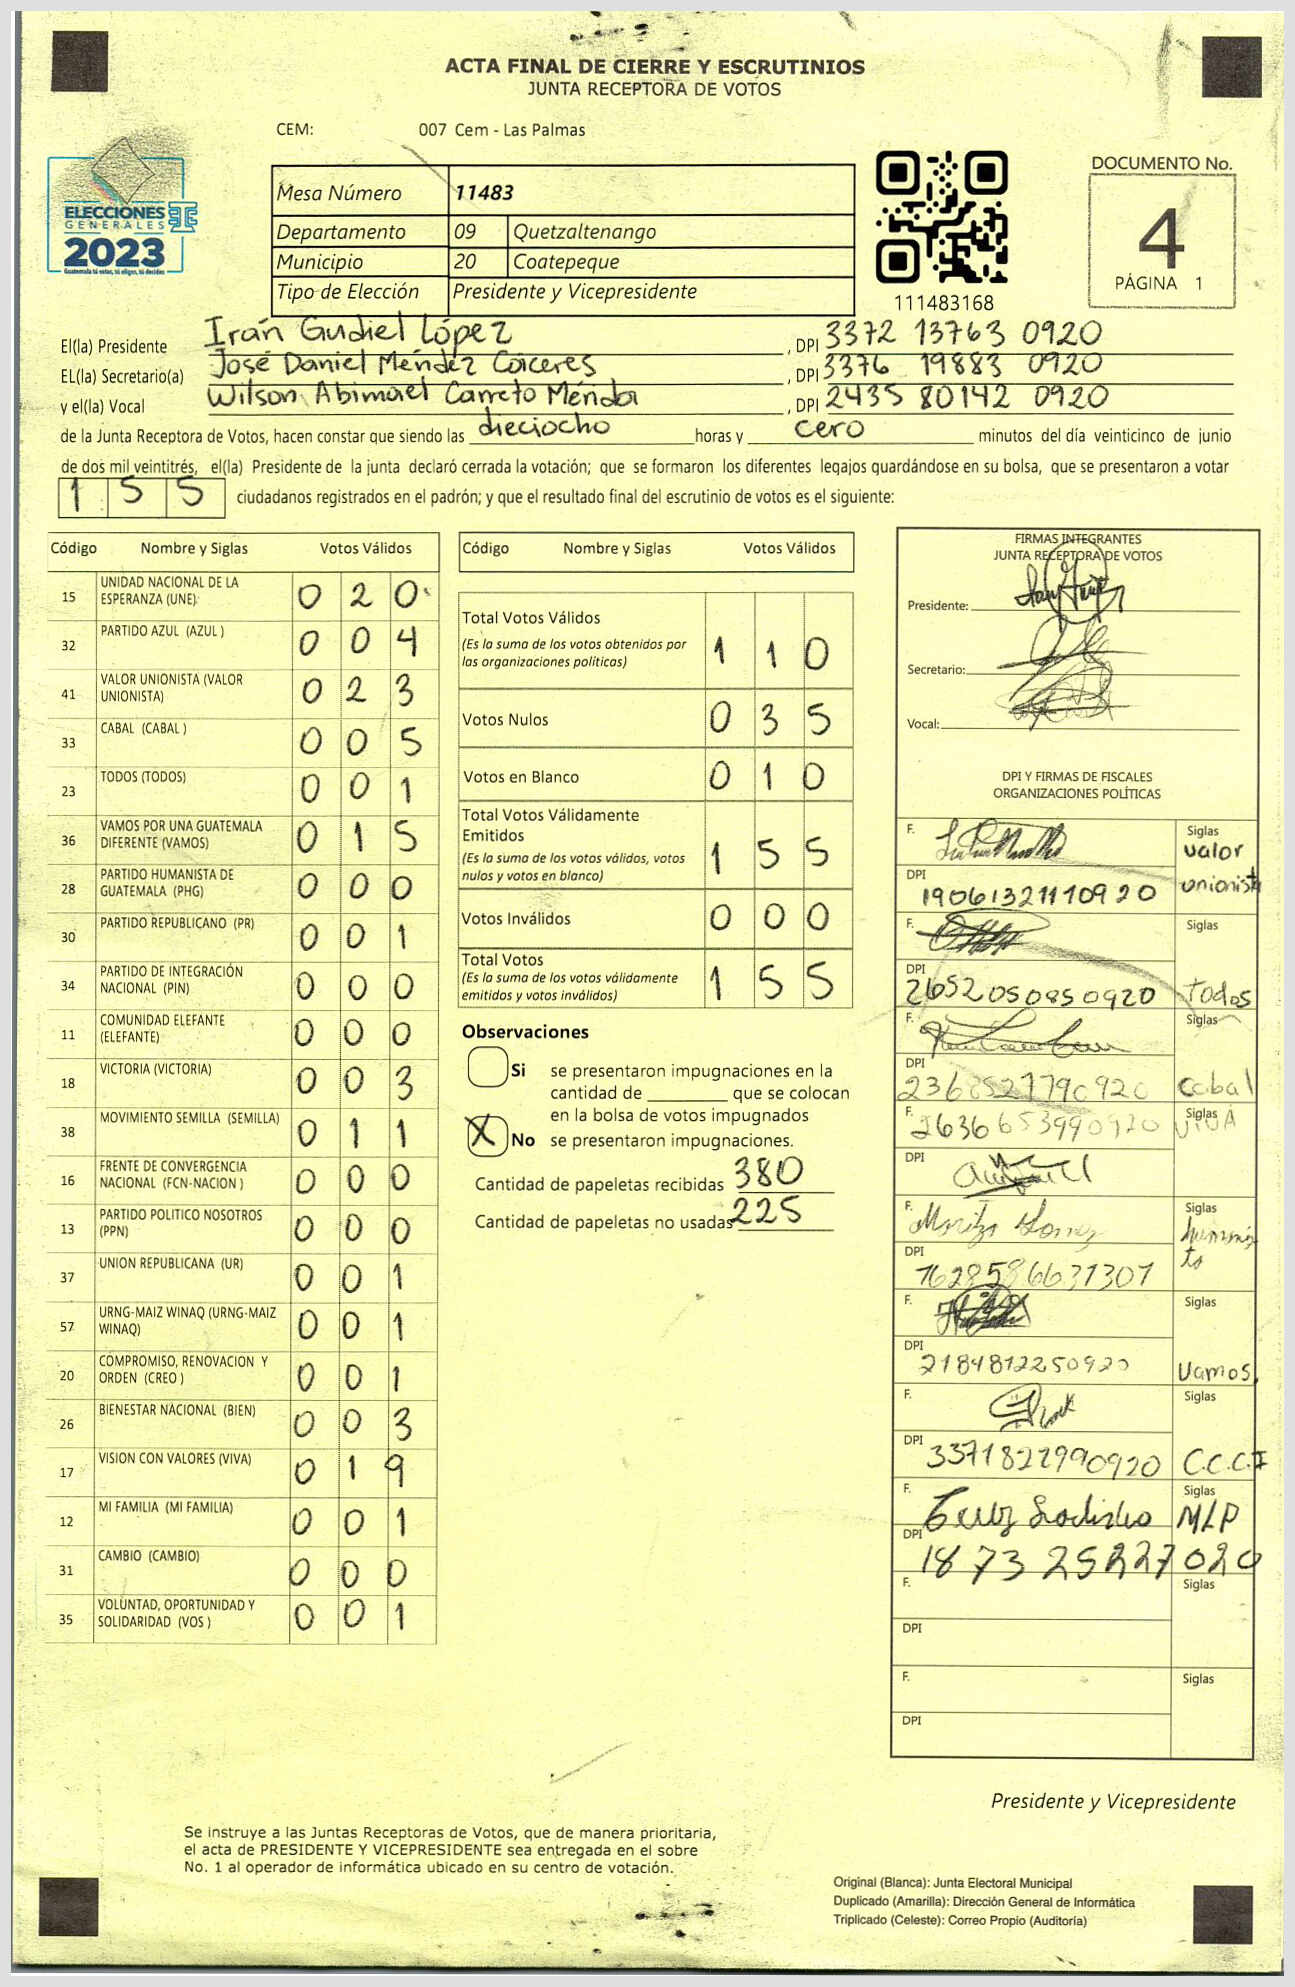 ACTA FINAL DE CIERRE Y ESCRUTINIOS
JUNTA RECEPTORA DE VOTOS
CEM: 007 Cem - Las Palmas
ELECCIONES
GENERALES
2023
Guatemala tú votas, tú eliges, tú decides
Mesa Número 11483
Departamento 09 Quetzaltenango
Municipio 20 Coatepeque
Tipo de Elección Presidente y Vicepresidente
111483168
DOCUMENTO No.
4
PÁGINA 1
El(la) Presidente Irán Gudiel López, DPI 3372 13763 0920
EL(la) Secretario(a) José Daniel Méndez Cáceres, DPI 3376 19883 0920
y el(la) Vocal Wilson Abimael Carreto Mérida, DPI 2435 80142 0920
de la Junta Receptora de Votos, hacen constar que siendo las dieciocho horas y cero minutos del día veinticinco de junio
de dos mil veintitrés, el(la) Presidente de la junta declaró cerrada la votación; que se formaron los diferentes legajos guardándose en su bolsa, que se presentaron a votar
155 ciudadanos registrados en el padrón; y que el resultado final del escrutinio de votos es el siguiente:
Código Nombre y Siglas Votos Válidos
15 UNIDAD NACIONAL DE LA ESPERANZA (UNE) 0 2 0
32 PARTIDO AZUL (AZUL ) 0 0 4
41 VALOR UNIONISTA (VALOR UNIONISTA) 0 2 3
33 CABAL (CABAL ) 0 0 5
23 TODOS (TODOS) 0 0 1
36 VAMOS POR UNA GUATEMALA DIFERENTE (VAMOS) 0 1 5
28 PARTIDO HUMANISTA DE GUATEMALA (PHG) 0 0 0
30 PARTIDO REPUBLICANO (PR) 0 0 1
34 PARTIDO DE INTEGRACIÓN NACIONAL (PIN) 0 0 0
11 COMUNIDAD ELEFANTE (ELEFANTE) 0 0 0
18 VICTORIA (VICTORIA) 0 0 3
38 MOVIMIENTO SEMILLA (SEMILLA) 0 1 1
16 FRENTE DE CONVERGENCIA NACIONAL (FCN-NACION ) 0 0 0
13 PARTIDO POLITICO NOSOTROS (PPN) 0 0 0
37 UNION REPUBLICANA (UR) 0 0 1
57 URNG-MAIZ WINAQ (URNG-MAIZ WINAQ) 0 0 1
20 COMPROMISO, RENOVACION Y ORDEN (CREO ) 0 0 1
26 BIENESTAR NACIONAL (BIEN) 0 0 3
17 VISION CON VALORES (VIVA) 0 1 9
12 MI FAMILIA (MI FAMILIA) 0 0 1
31 CAMBIO (CAMBIO) 0 0 0
35 VOLUNTAD, OPORTUNIDAD Y SOLIDARIDAD (VOS ) 0 0 1
Código Nombre y Siglas Votos Válidos
Total Votos Válidos 1 1 0
(Es la suma de los votos obtenidos por
las organizaciones políticas)
Votos Nulos 0 3 5
Votos en Blanco 0 1 0
Total Votos Válidamente
Emitidos 1 5 5
(Es la suma de los votos válidos, votos
nulos y votos en blanco)
Votos Inválidos 0 0 0
Total Votos 1 5 5
(Es la suma de los votos válidamente
emitidos y votos inválidos)
Observaciones
Si se presentaron impugnaciones en la
cantidad de ________ que se colocan
en la bolsa de votos impugnados
X No se presentaron impugnaciones.
Cantidad de papeletas recibidas 380
Cantidad de papeletas no usadas 225
FIRMAS INTEGRANTES
JUNTA RECEPTORA DE VOTOS
Presidente:
Secretario:
Vocal:
DPI Y FIRMAS DE FISCALES
ORGANIZACIONES POLÍTICAS
F. Siglas valor
DPI 19061321110920 unionista
F. Siglas
DPI 2652050850920 Todos
F. Siglas
DPI 2368527790920 cabal
F. 2636653990920 Siglas VIVA
DPI
F. Maritza Siglas humanista
DPI 1628586631307
F. Siglas
DPI 2184812250920 vamos.
F. Siglas
DPI 3371822990920 C.C.C.I
F. Siglas MLP
DPI 1873 25227 020
F. Siglas
DPI
F. Siglas
DPI
Presidente y Vicepresidente
Se instruye a las Juntas Receptoras de Votos, que de manera prioritaria,
el acta de PRESIDENTE Y VICEPRESIDENTE sea entregada en el sobre
No. 1 al operador de informática ubicado en su centro de votación.
Original (Blanca): Junta Electoral Municipal
Duplicado (Amarilla): Dirección General de Informática
Triplicado (Celeste): Correo Propio (Auditoría)